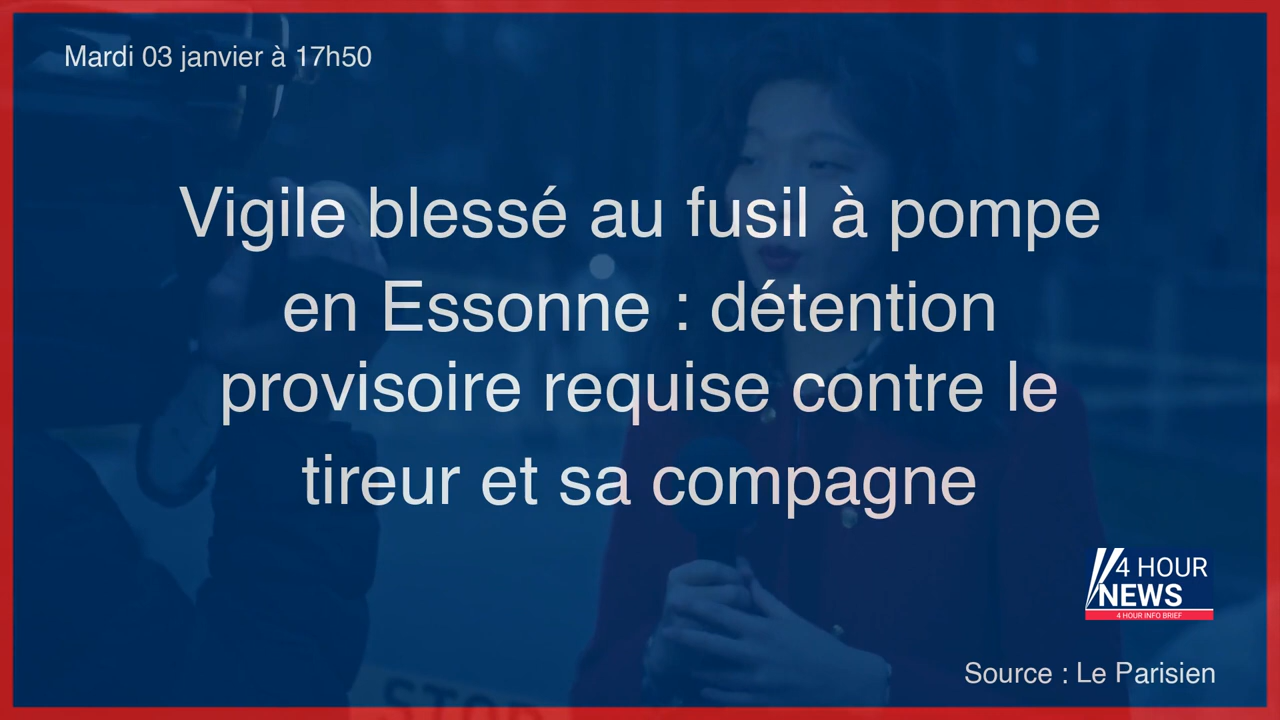 Mardi 03 janvier à 17h50
Vigile blessé au fusil à pompe
en Essonne : détention
provisoire requise contre le
tireur et sa compagne
4 HOUR
NEWS
4 HOUR INFO BRIEF
Source : Le Parisien
STOP